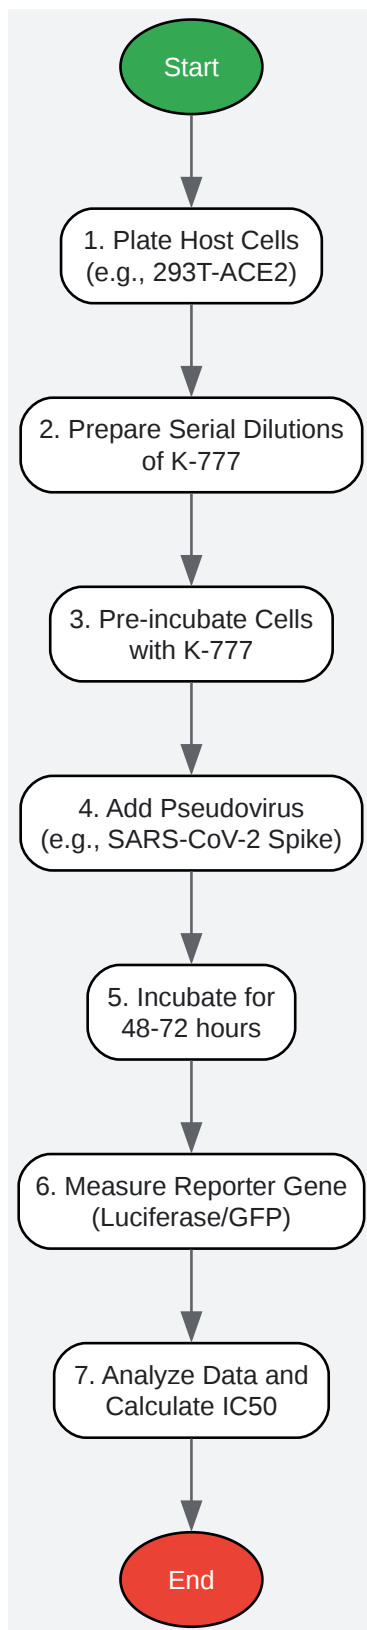 Start
1. Plate Host Cells
(e.g., 293T-ACE2)
2. Prepare Serial Dilutions
of K-777
3. Pre-incubate Cells
with K-777
4. Add Pseudovirus
(e.g., SARS-CoV-2 Spike)
5. Incubate for
48-72 hours
6. Measure Reporter Gene
(Luciferase/GFP)
7. Analyze Data and
Calculate IC50
End